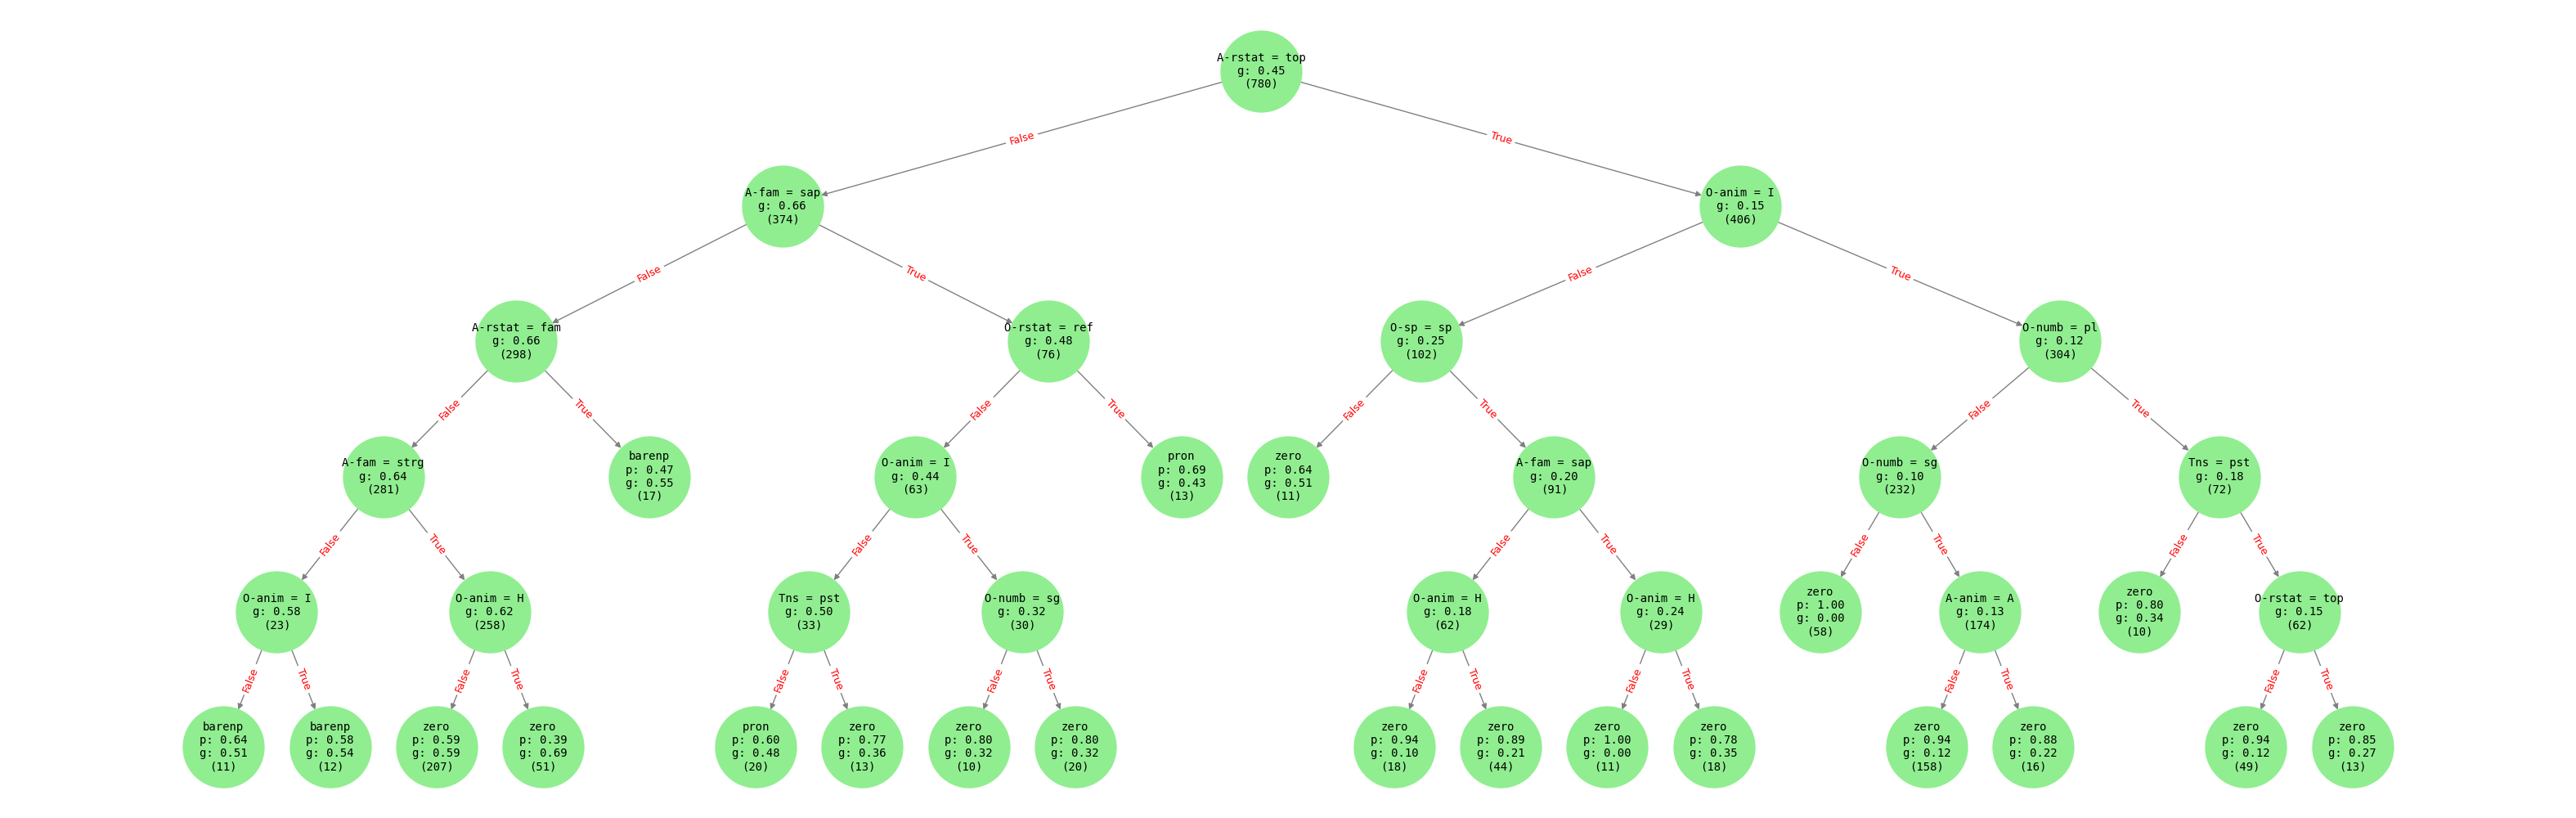 A-rstat = top
g: 0.45
(780)
False
True
A-fam = sap
g: 0.66
(374)
O-anim = I
g: 0.15
(406)
False
True
False
True
A-rstat = fam
g: 0.66
(298)
O-rstat = ref
g: 0.48
(76)
O-sp = sp
g: 0.25
(102)
O-numb = pl
g: 0.12
(304)
False
True
False
True
False
True
False
True
A-fam = strg
g: 0.64
(281)
barenp
p: 0.47
g: 0.55
(17)
O-anim = I
g: 0.44
(63)
pron
p: 0.69
g: 0.43
(13)
zero
p: 0.64
g: 0.51
(11)
A-fam = sap
g: 0.20
(91)
O-numb = sg
g: 0.10
(232)
Tns = pst
g: 0.18
(72)
False
True
False
True
False
True
False
True
False
True
O-anim = I
g: 0.58
(23)
O-anim = H
g: 0.62
(258)
Tns = pst
g: 0.50
(33)
O-numb = sg
g: 0.32
(30)
O-anim = H
g: 0.18
(62)
O-anim = H
g: 0.24
(29)
zero
p: 1.00
g: 0.00
(58)
A-anim = A
g: 0.13
(174)
zero
p: 0.80
g: 0.34
(10)
O-rstat = top
g: 0.15
(62)
False
True
False
True
False
True
False
True
False
True
False
True
False
True
False
True
barenp
p: 0.64
g: 0.51
(11)
barenp
p: 0.58
g: 0.54
(12)
zero
p: 0.59
g: 0.59
(207)
zero
p: 0.39
g: 0.69
(51)
pron
p: 0.60
g: 0.48
(20)
zero
p: 0.77
g: 0.36
(13)
zero
p: 0.80
g: 0.32
(10)
zero
p: 0.80
g: 0.32
(20)
zero
p: 0.94
g: 0.10
(18)
zero
p: 0.89
g: 0.21
(44)
zero
p: 1.00
g: 0.00
(11)
zero
p: 0.78
g: 0.35
(18)
zero
p: 0.94
g: 0.12
(158)
zero
p: 0.88
g: 0.22
(16)
zero
p: 0.94
g: 0.12
(49)
zero
p: 0.85
g: 0.27
(13)